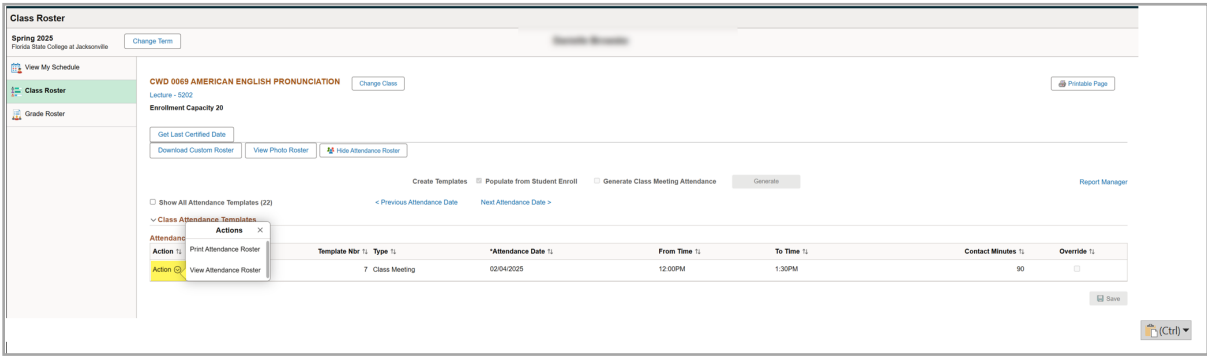 Class Roster
Spring 2025
Florida State College at Jacksonville
Change Term
View My Schedule
Class Roster
Grade Roster
CWD 0069 AMERICAN ENGLISH PRONUNCIATION
Change Class
Printable Page
Lecture - 5202
Enrollment Capacity 20
Get Last Certified Date
Download Custom Roster
View Photo Roster
Hide Attendance Roster
Create Templates
Populate from Student Enroll
Generate Class Meeting Attendance
Generate
Report Manager
Show All Attendance Templates (22)
< Previous Attendance Date
Next Attendance Date >
Class Attendance Templates
Actions ×
Print Attendance Roster
View Attendance Roster
Attendanc
Action Template Nbr Type *Attendance Date From Time To Time Contact Minutes Override
Action 7 Class Meeting 02/04/2025 12:00PM 1:30PM 90
Save
(Ctrl)